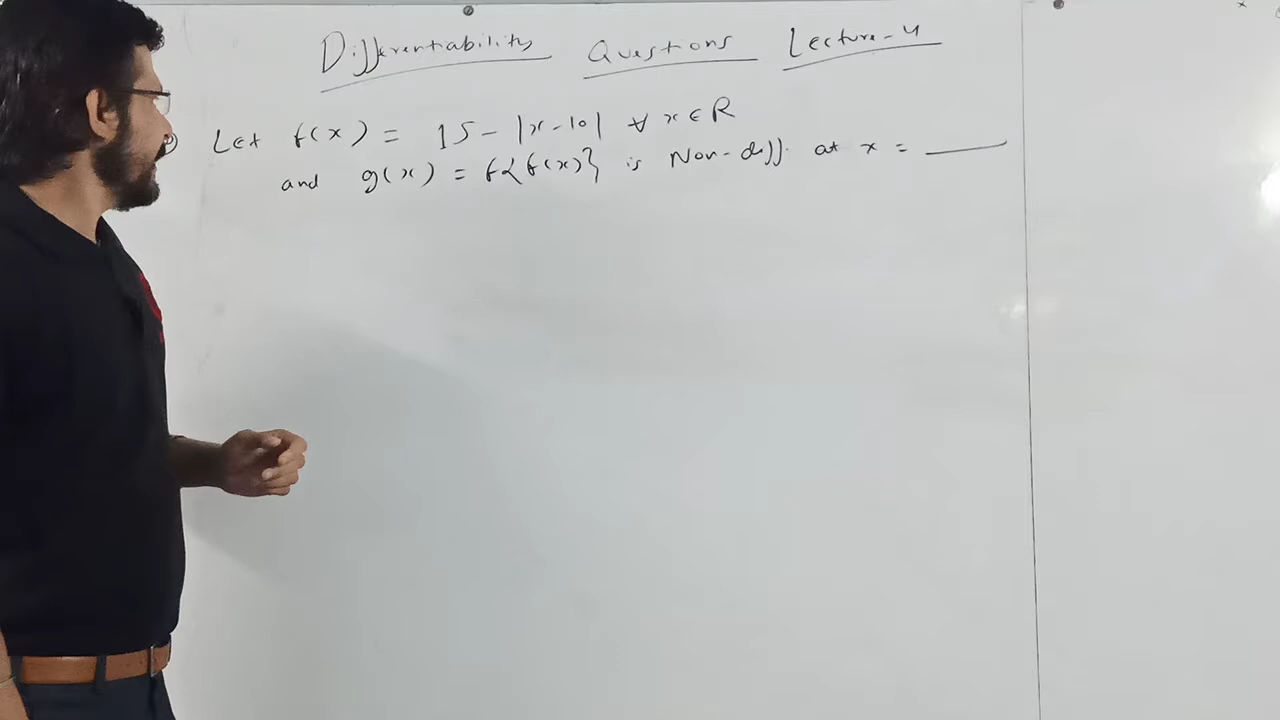 Differentiability Questions Lecture-4
Let f(x) = 15 - |x-10| ∀ x ∈ R
and g(x) = f{f(x)} is Non-diff. at x = ____